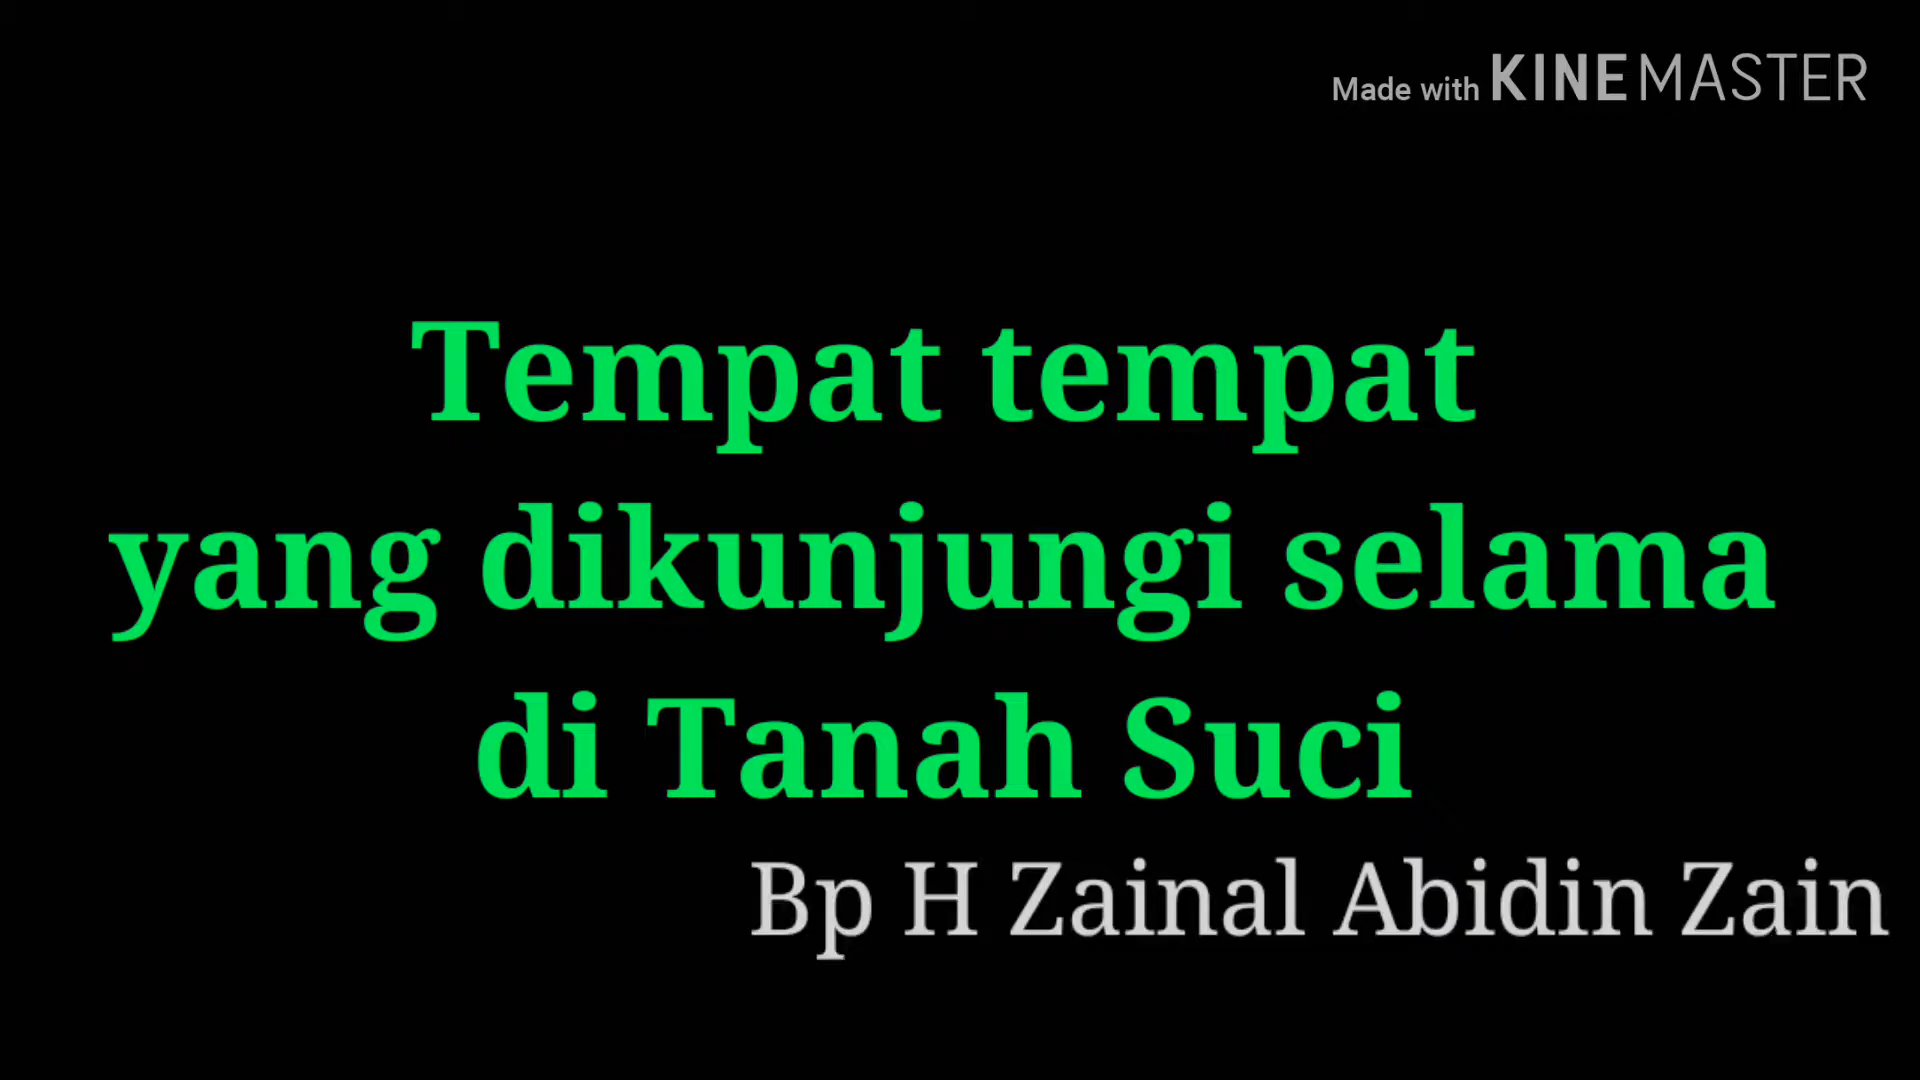 Made with KINEMASTER
Tempat tempat
yang dikunjungi selama
di Tanah Suci
Bp H Zainal Abidin Zain